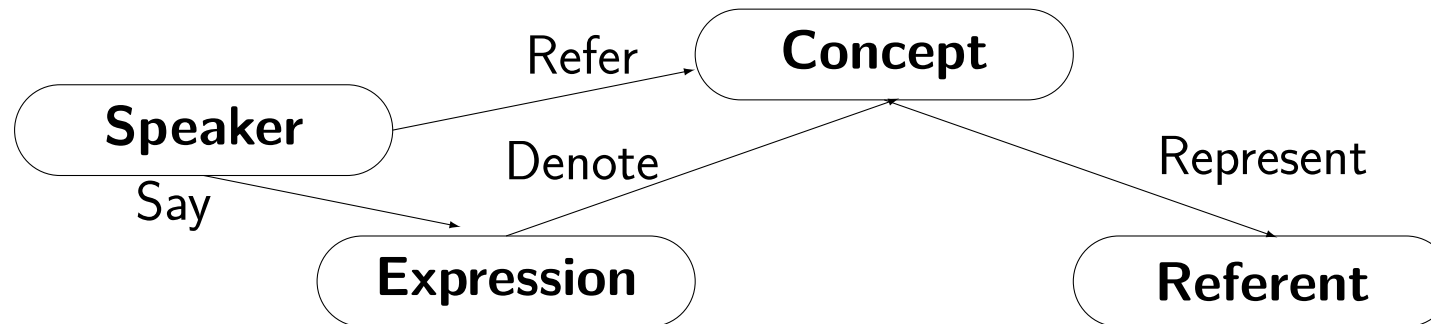 Refer
Concept
Speaker
Denote
Represent
Say
Expression
Referent